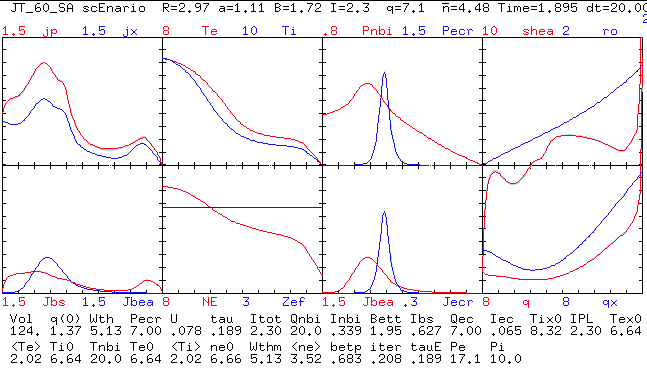 JT_60_SA scEnario R=2.97 a=1.11 B=1.72 I=2.3 q=7.1 n̄=4.48 Time=1.895 dt=20.00
2
1.5 jp 1.5 jx 8 Te 10 Ti .8 Pnbi 1.5 Pecr 10 shea 2 ro
1.5 Jbs 1.5 Jbea 8 NE 3 Zef 1.5 Jbea .3 Jecr 8 q 8 qx
Vol q(0) Wth Pecr U tau Itot Qnbi Inbi Bett Ibs Qec Iec Tix0 IPL Tex0
124. 1.37 5.13 7.00 .078 .189 2.30 20.0 .339 1.95 .627 7.00 .065 8.32 2.30 6.64
<Te> Ti0 Tnbi Te0 <Ti> ne0 Wthm <ne> betp iter tauE Pe Pi
2.02 6.64 20.0 6.64 2.02 6.66 5.13 3.52 .683 .208 .189 17.1 10.0